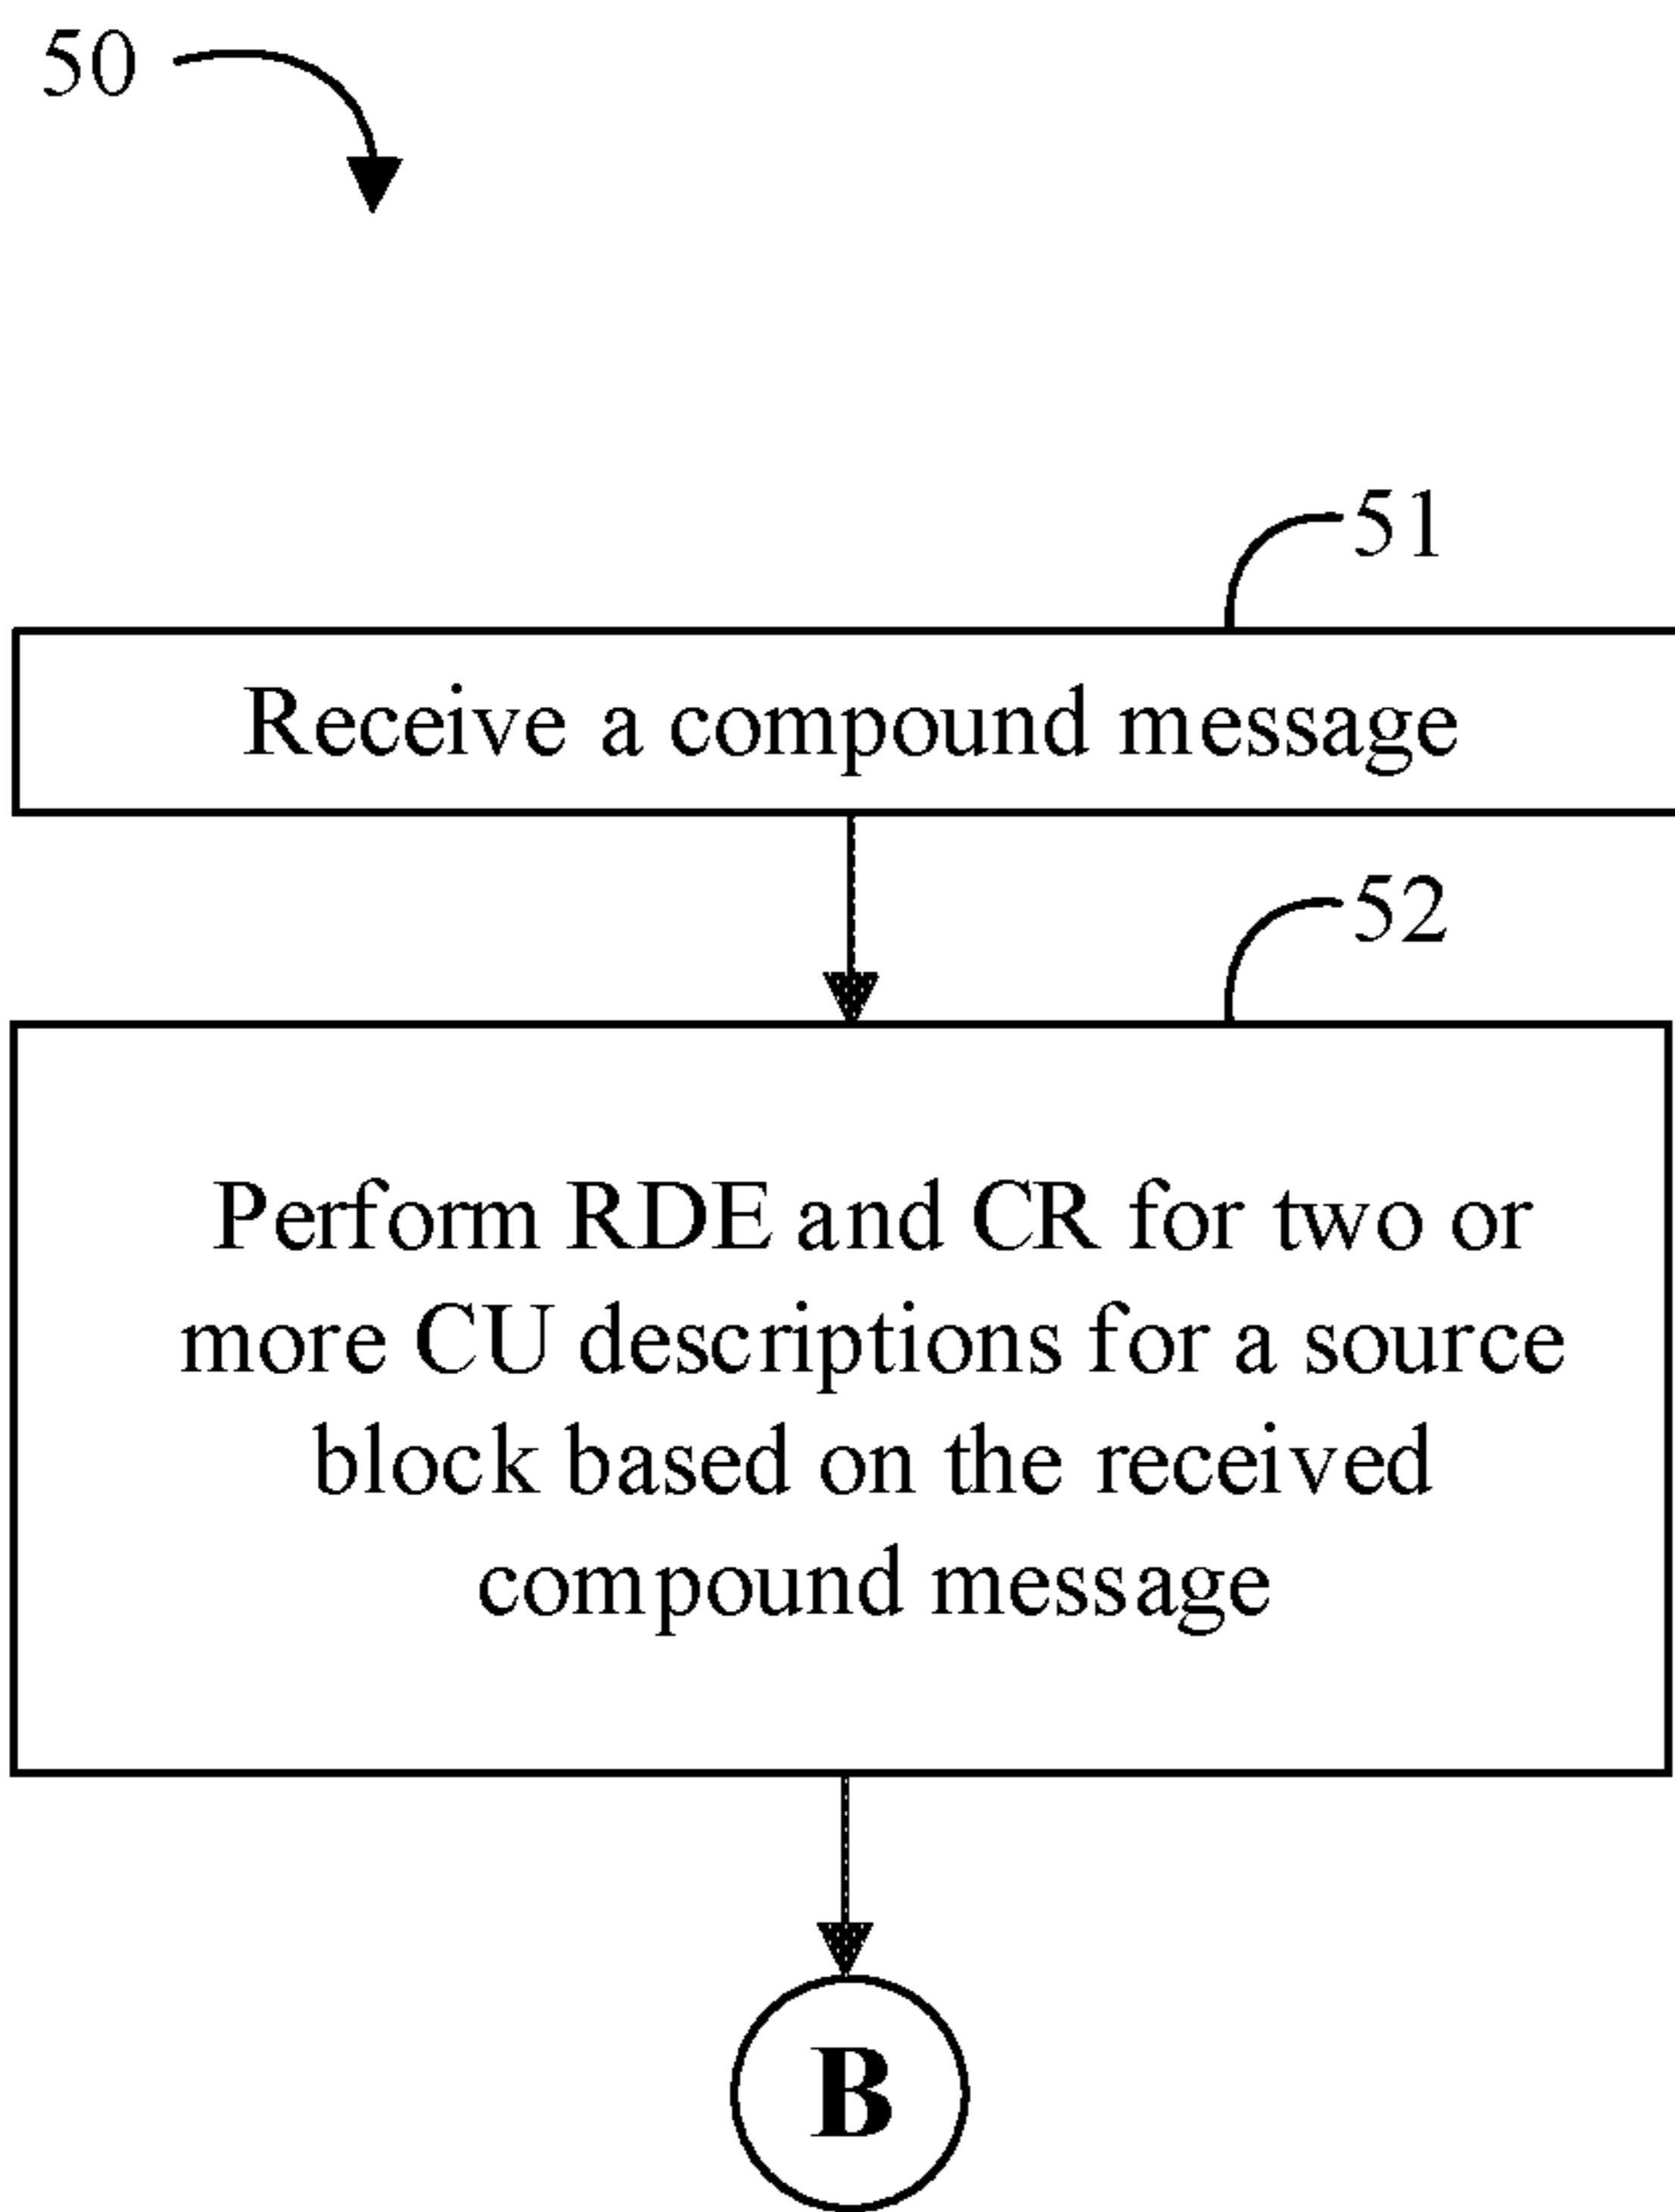 50
51
Receive a compound message
52
Perform RDE and CR for two or
more CU descriptions for a source
block based on the received
compound message
B